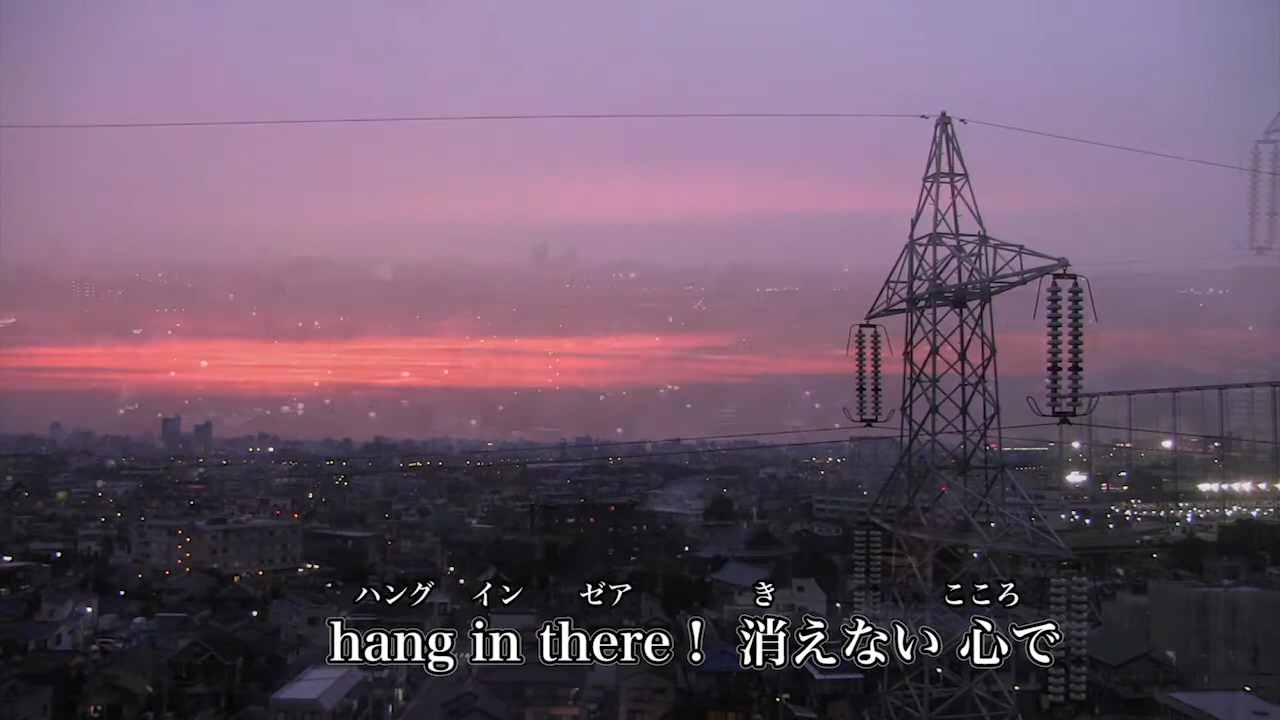 ハング イン ゼア き こころ
hang in there！ 消えない 心で